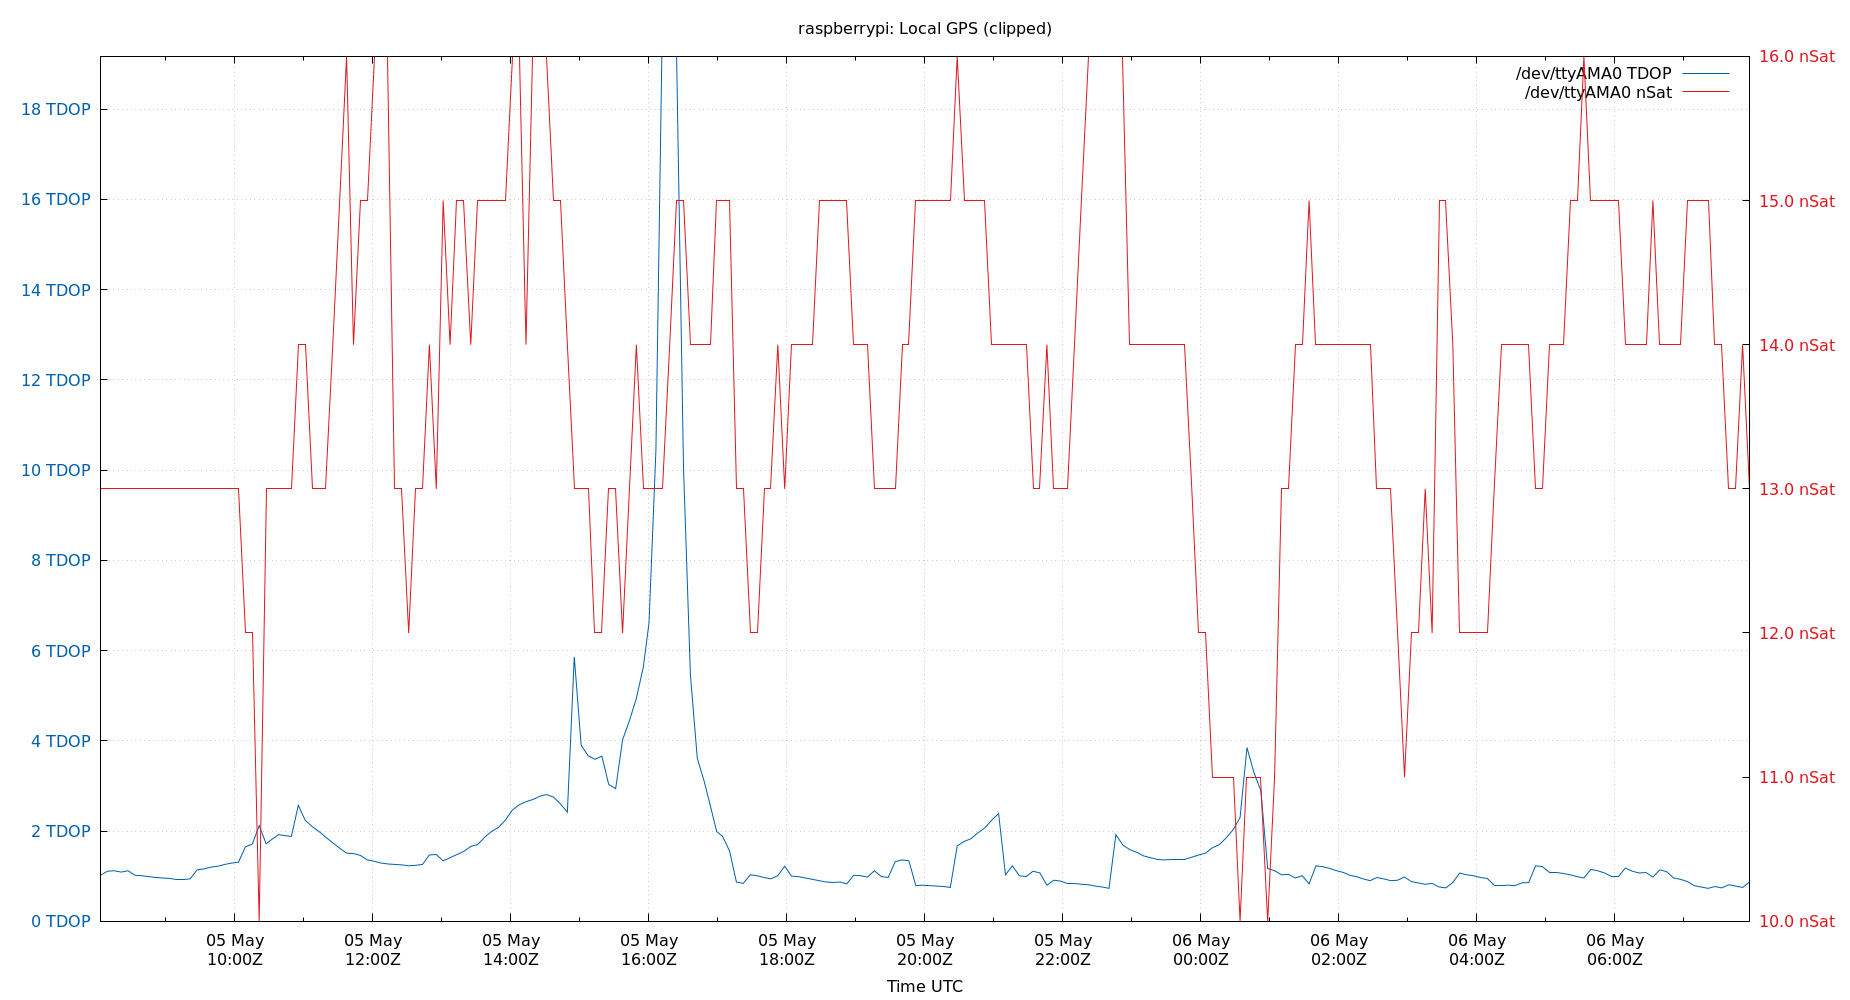 raspberrypi: Local GPS (clipped)
16.0 nSat
/dev/ttyAMA0 TDOP
/dev/ttyAMA0 nSat
18 TDOP
16 TDOP
15.0 nSat
14 TDOP
14.0 nSat
12 TDOP
10 TDOP
13.0 nSat
8 TDOP
6 TDOP
12.0 nSat
4 TDOP
11.0 nSat
2 TDOP
0 TDOP
10.0 nSat
05 May 05 May 05 May 05 May 05 May 05 May 05 May 06 May 06 May 06 May 06 May
10:00Z 12:00Z 14:00Z 16:00Z 18:00Z 20:00Z 22:00Z 00:00Z 02:00Z 04:00Z 06:00Z
Time UTC